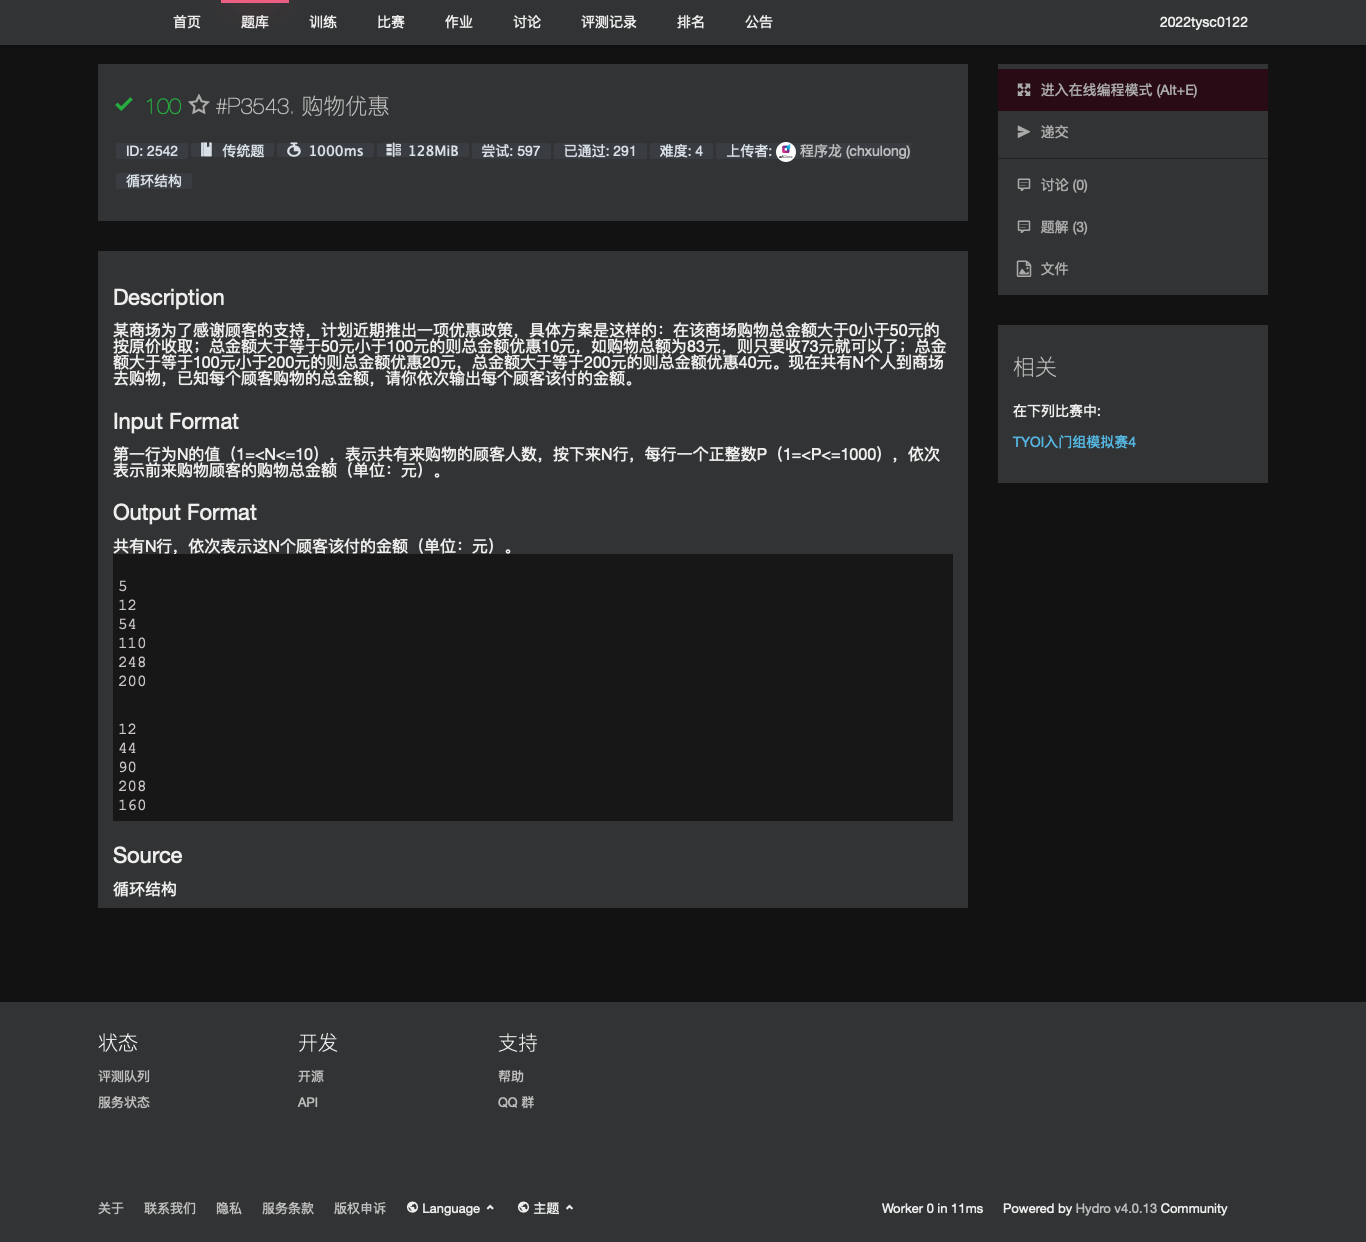 首页 题库 训练 比赛 作业 讨论 评测记录 排名 公告 2022tysc0122
100 #P3543. 购物优惠
ID: 2542 传统题 1000ms 128MiB 尝试: 597 已通过: 291 难度: 4 上传者: 程序龙 (chxulong)
循环结构
Description
某商场为了感谢顾客的支持，计划近期推出一项优惠政策，具体方案是这样的：在该商场购物总金额大于0小于50元的
按原价收取；总金额大于等于50元小于100元的则总金额优惠10元，如购物总额为83元，则只要收73元就可以了；总金
额大于等于100元小于200元的则总金额优惠20元，总金额大于等于200元的则总金额优惠40元。现在共有N个人到商场
去购物，已知每个顾客购物的总金额，请你依次输出每个顾客该付的金额。
Input Format
第一行为N的值（1=<N<=10），表示共有来购物的顾客人数，按下来N行，每行一个正整数P（1=<P<=1000），依次
表示前来购物顾客的购物总金额（单位：元）。
Output Format
共有N行，依次表示这N个顾客该付的金额（单位：元）。
5
12
54
110
248
200
12
44
90
208
160
Source
循环结构
进入在线编程模式 (Alt+E)
递交
讨论 (0)
题解 (3)
文件
相关
在下列比赛中:
TYOI入门组模拟赛4
状态 开发 支持
评测队列 开源 帮助
服务状态 API QQ 群
关于 联系我们 隐私 服务条款 版权申诉 Language 主题 Worker 0 in 11ms Powered by Hydro v4.0.13 Community